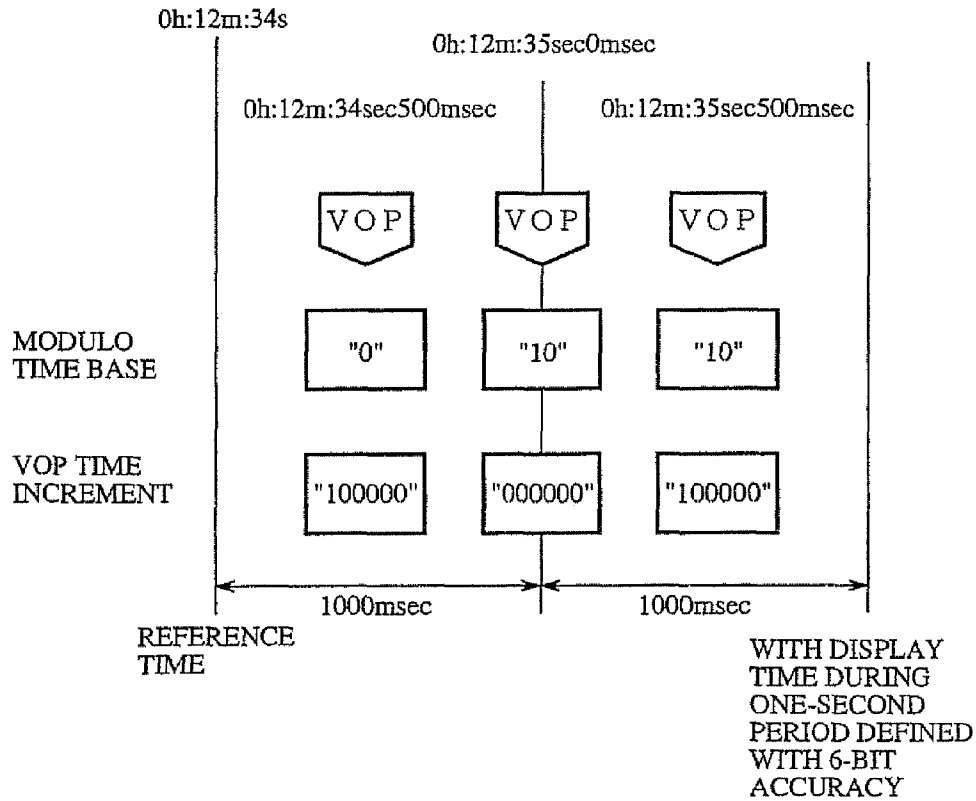 0h:12m:34s
0h:12m:35sec0msec
0h:12m:34sec500msec
0h:12m:35sec500msec
VOP
VOP
VOP
MODULO
TIME BASE
"0"
"10"
"10"
VOP TIME
INCREMENT
"100000"
"000000"
"100000"
1000msec
1000msec
REFERENCE
TIME
WITH DISPLAY
TIME DURING
ONE-SECOND
PERIOD DEFINED
WITH 6-BIT
ACCURACY